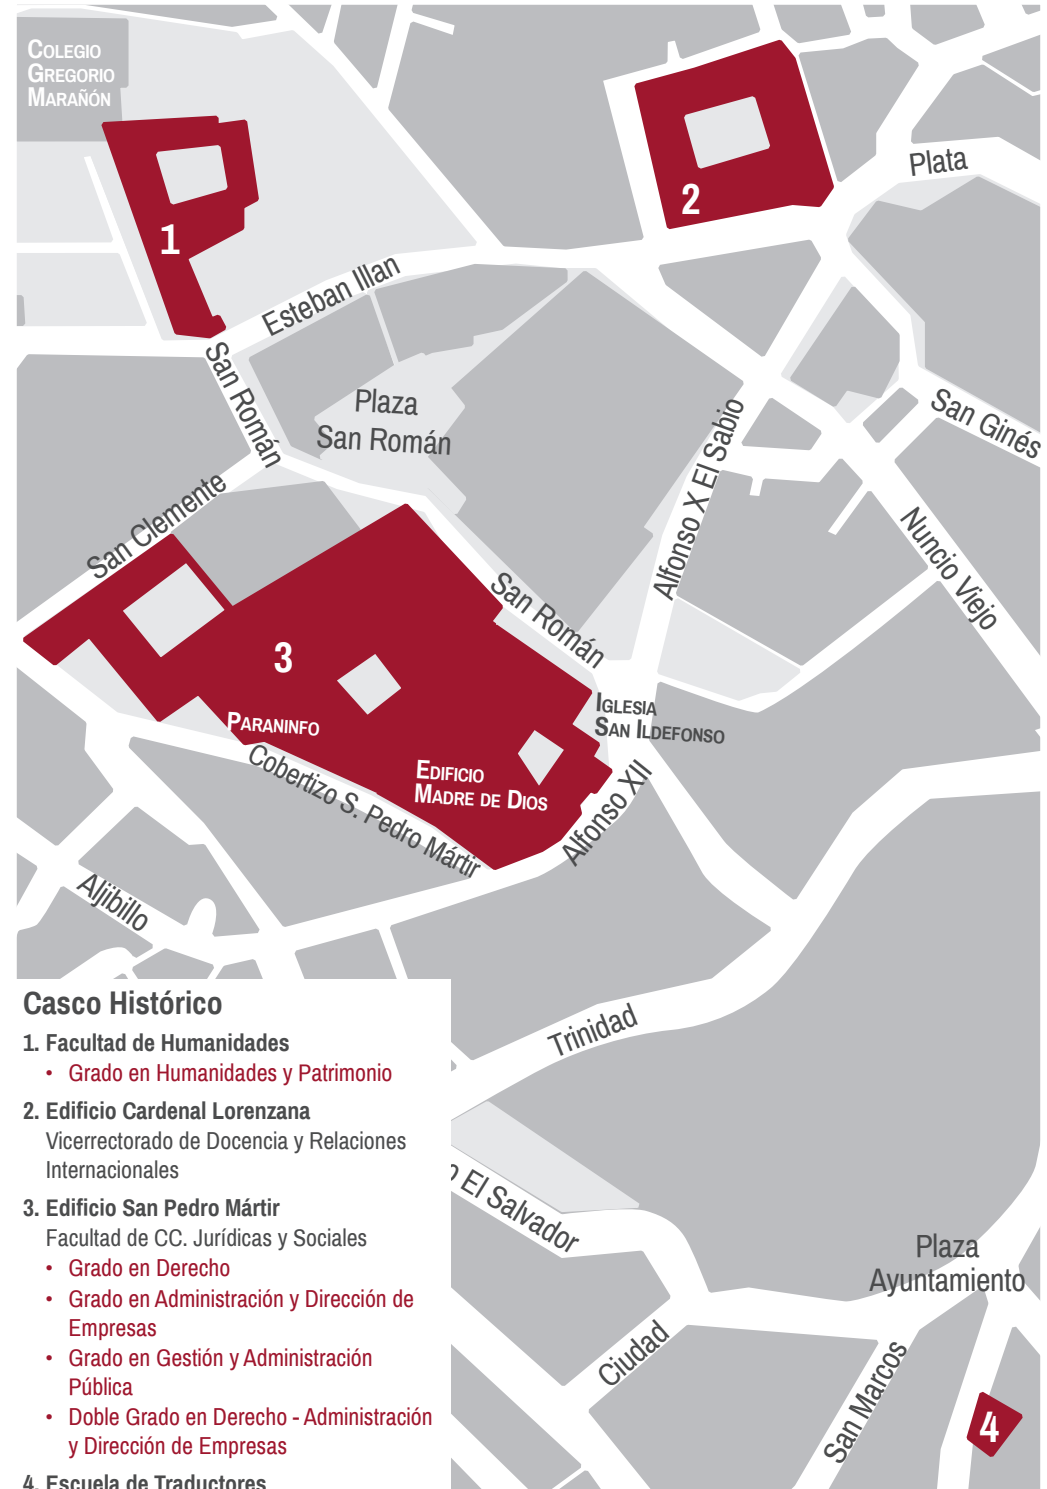 COLEGIO
GREGORIO
MARAÑÓN
1
2
Plata
Esteban Illan
San Román
Plaza
San Román
San Ginés
Alfonso X El Sabio
San Clemente
Nuncio Viejo
San Román
3
PARANINFO
IGLESIA
SAN ILDEFONSO
EDIFICIO
MADRE DE DIOS
Cobertizo S. Pedro Mártir
Alfonso XII
Aljibillo
Trinidad
El Salvador
Plaza
Ayuntamiento
Ciudad
San Marcos
4
Casco Histórico
1. Facultad de Humanidades
• Grado en Humanidades y Patrimonio
2. Edificio Cardenal Lorenzana
Vicerrectorado de Docencia y Relaciones
Internacionales
3. Edificio San Pedro Mártir
Facultad de CC. Jurídicas y Sociales
• Grado en Derecho
• Grado en Administración y Dirección de
Empresas
• Grado en Gestión y Administración
Pública
• Doble Grado en Derecho - Administración
y Dirección de Empresas
4. Escuela de Traductores